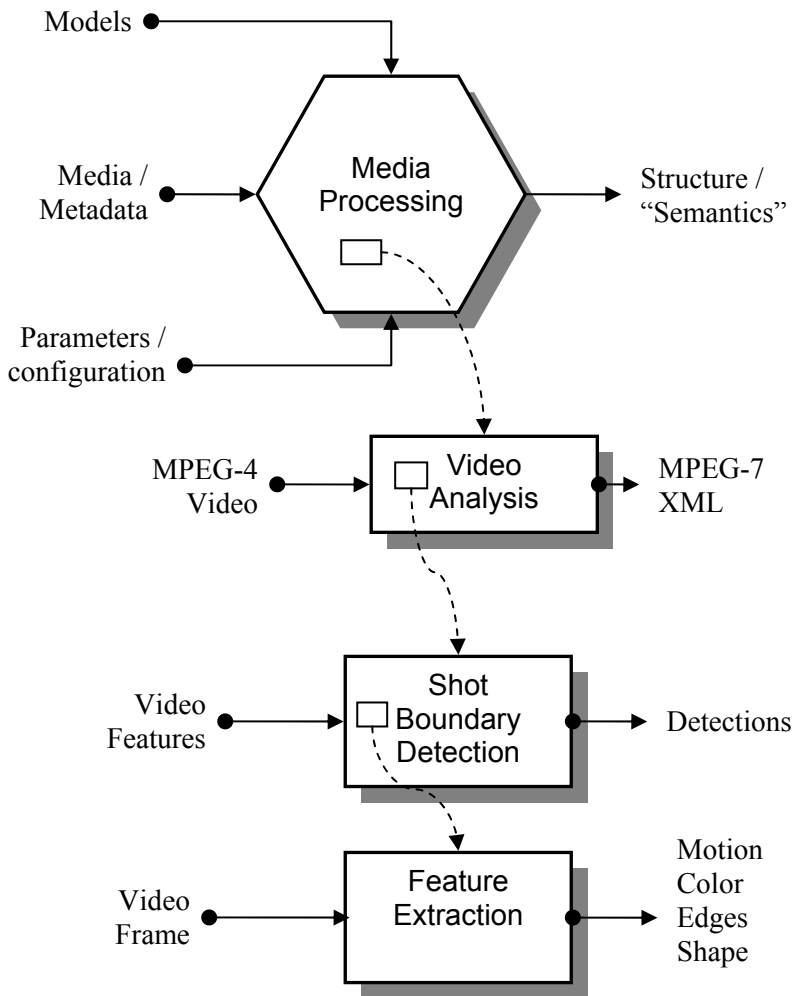 Models
Media
Processing
Media /
Metadata
Structure /
“Semantics”
Parameters /
configuration
MPEG-4
Video
Video
Analysis
MPEG-7
XML
Video
Features
Shot
Boundary
Detection
Detections
Video
Frame
Feature
Extraction
Motion
Color
Edges
Shape